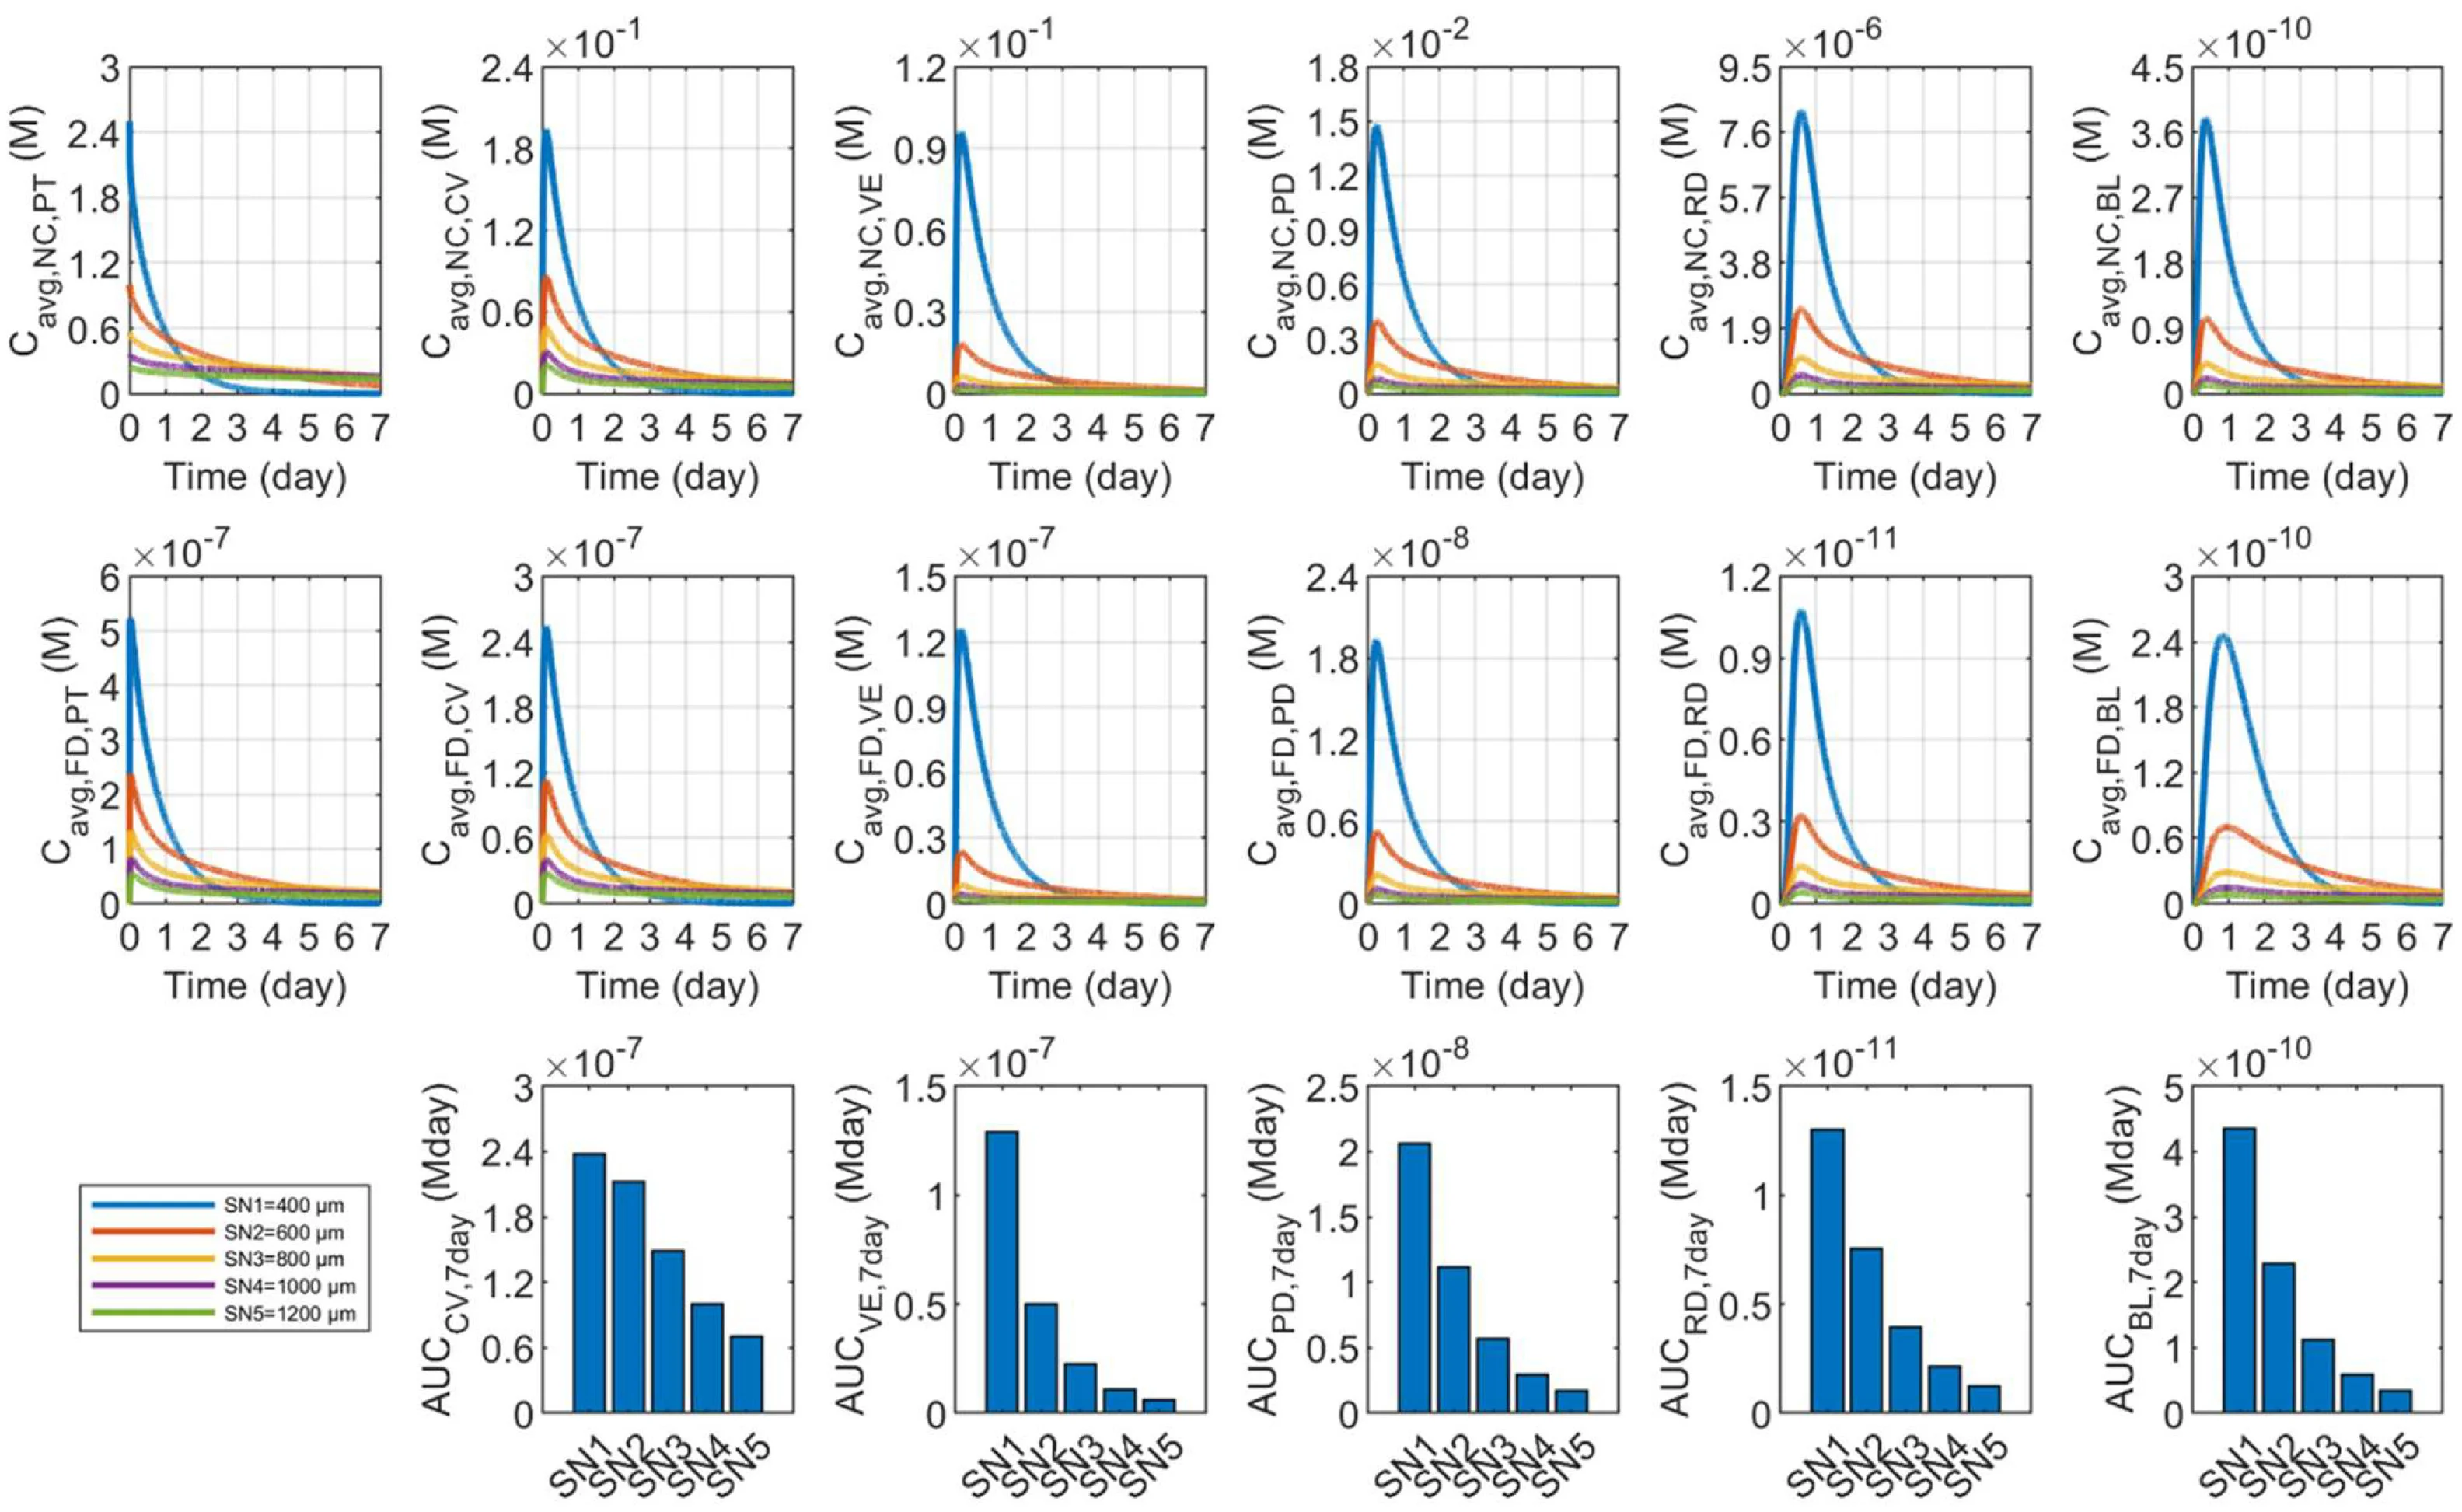 ×10-1 ×10-1 ×10-2 ×10-6 ×10-10
Cavg,NC,PT (M)
3
2.4
1.8
1.2
0.6
0
0 1 2 3 4 5 6 7
Time (day)
Cavg,NC,CV (M)
2.4
1.8
1.2
0.6
0
0 1 2 3 4 5 6 7
Time (day)
Cavg,NC,VE (M)
1.2
0.9
0.6
0.3
0
0 1 2 3 4 5 6 7
Time (day)
Cavg,NC,PD (M)
1.8
1.5
1.2
0.9
0.6
0.3
0
0 1 2 3 4 5 6 7
Time (day)
Cavg,NC,RD (M)
9.5
7.6
5.7
3.8
1.9
0
0 1 2 3 4 5 6 7
Time (day)
Cavg,NC,BL (M)
4.5
3.6
2.7
1.8
0.9
0
0 1 2 3 4 5 6 7
Time (day)
×10-7 ×10-7 ×10-7 ×10-8 ×10-11 ×10-10
Cavg,FD,PT (M)
6
5
4
3
2
1
0
0 1 2 3 4 5 6 7
Time (day)
Cavg,FD,CV (M)
3
2.4
1.8
1.2
0.6
0
0 1 2 3 4 5 6 7
Time (day)
Cavg,FD,VE (M)
1.5
1.2
0.9
0.6
0.3
0
0 1 2 3 4 5 6 7
Time (day)
Cavg,FD,PD (M)
2.4
1.8
1.2
0.6
0
0 1 2 3 4 5 6 7
Time (day)
Cavg,FD,RD (M)
1.2
0.9
0.6
0.3
0
0 1 2 3 4 5 6 7
Time (day)
Cavg,FD,BL (M)
3
2.4
1.8
1.2
0.6
0
0 1 2 3 4 5 6 7
Time (day)
SN1=400 µm
SN2=600 µm
SN3=800 µm
SN4=1000 µm
SN5=1200 µm
×10-7 ×10-7 ×10-8 ×10-11 ×10-10
AUCCV,7day (Mday)
3
2.4
1.8
1.2
0.6
0
SN1 SN2 SN3 SN4 SN5
AUCVE,7day (Mday)
1.5
1
0.5
0
SN1 SN2 SN3 SN4 SN5
AUCPD,7day (Mday)
2.5
2
1.5
1
0.5
0
SN1 SN2 SN3 SN4 SN5
AUCRD,7day (Mday)
1.5
1
0.5
0
SN1 SN2 SN3 SN4 SN5
AUCBL,7day (Mday)
5
4
3
2
1
0
SN1 SN2 SN3 SN4 SN5